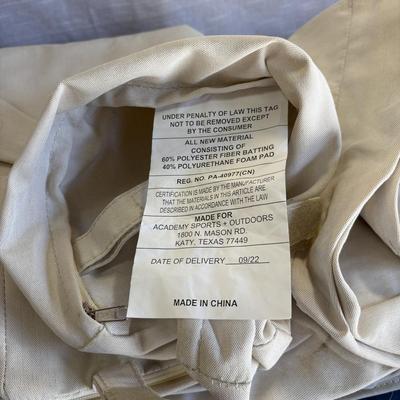 UNDER PENALTY OF LAW THIS TAG
NOT TO BE REMOVED EXCEPT
BY THE CONSUMER
ALL NEW MATERIAL
CONSISTING OF
60% POLYESTER FIBER BATTING
40% POLYURETHANE FOAM PAD
REG. NO. PA-40977(CN)
CERTIFICATION IS MADE BY THE MANUFACTURER
THAT THE MATERIALS IN THIS ARTICLE ARE
DESCRIBED IN ACCORDANCE WITH THE LAW
MADE FOR
ACADEMY SPORTS + OUTDOORS
1800 N. MASON RD.
KATY, TEXAS 77449
DATE OF DELIVERY 09/22
MADE IN CHINA